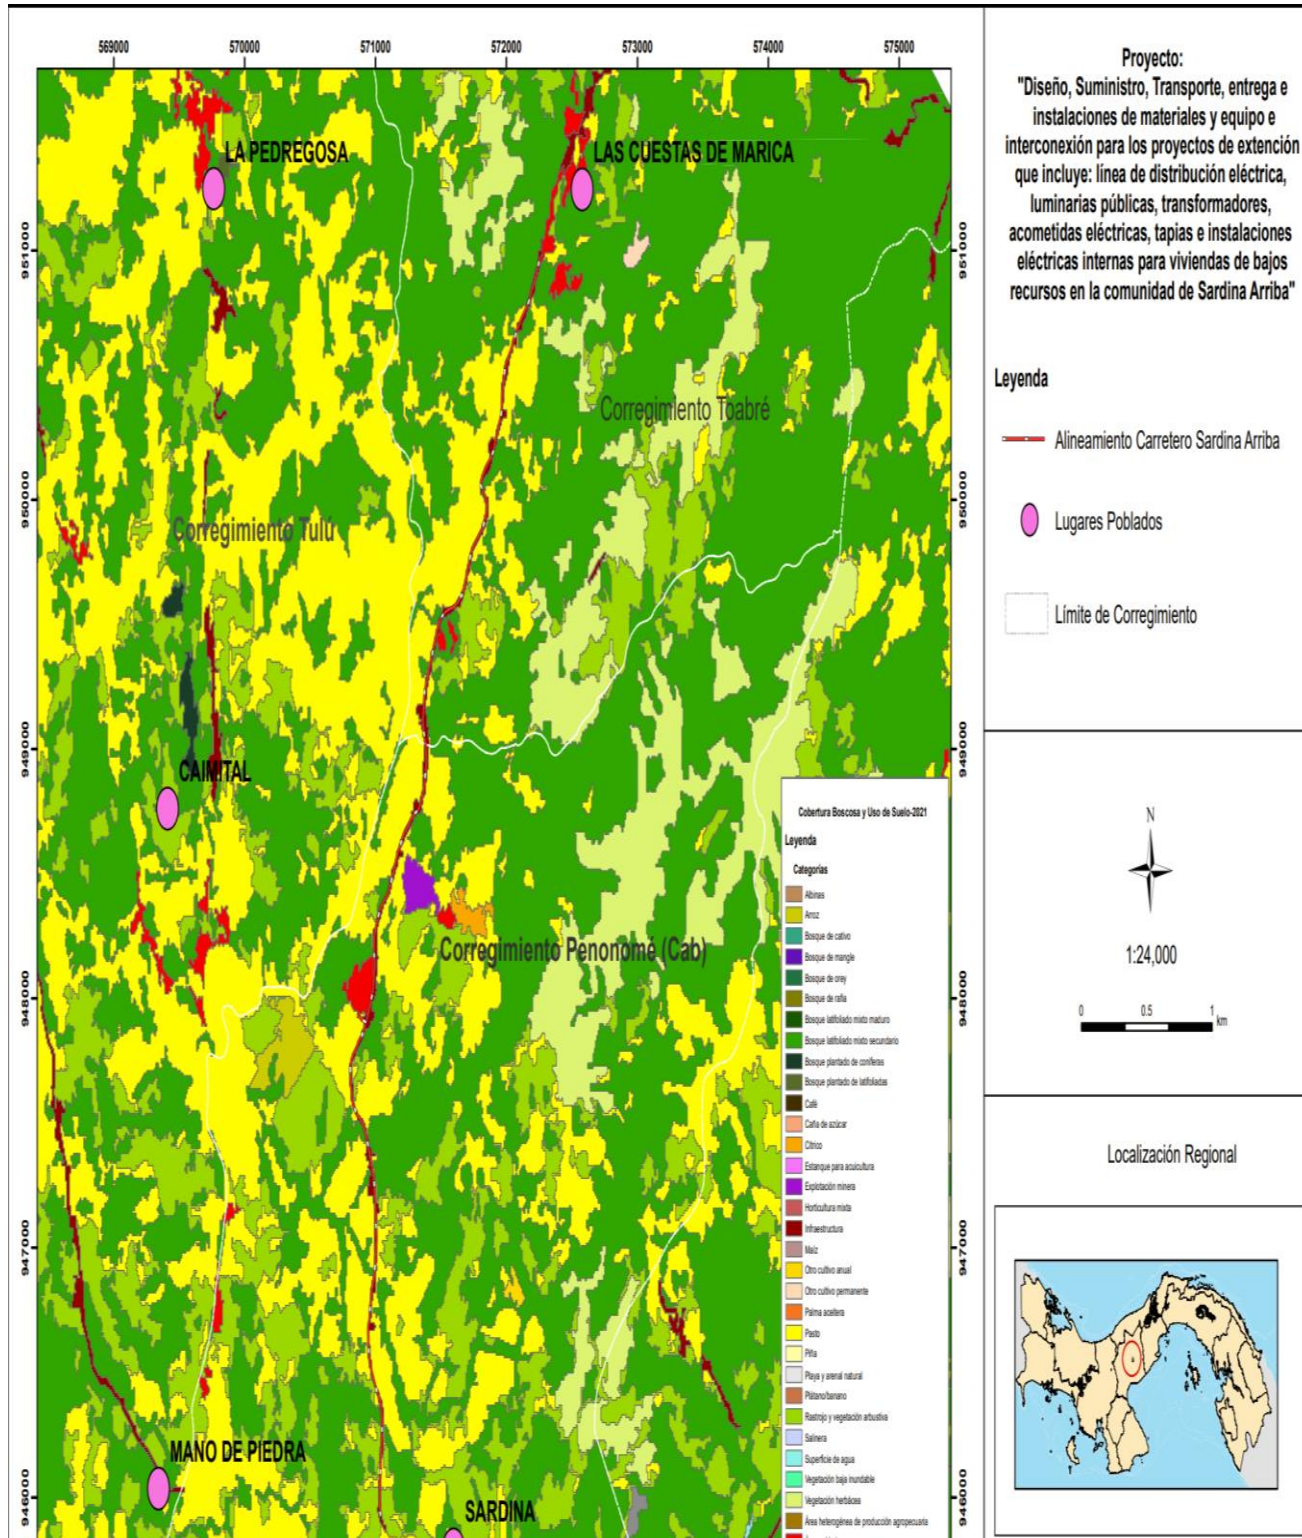 569000 570000 571000 572000 573000 574000 575000
LA PEDREGOSA
LAS CUESTAS DE MARICA
951000
951000
Corregimiento Toabré
950000
950000
Corregimiento Tulú
949000
949000
CAIMITAL
Corregimiento Penonomé (Cab)
948000
948000
947000
947000
MANO DE PIEDRA
946000
946000
SARDINA
Cobertura Boscosa y Uso de Suelo-2021
Leyenda
Categorías
Albinas
Arroz
Bosque de cativo
Bosque de mangle
Bosque de orey
Bosque de rafia
Bosque latifoliado mixto maduro
Bosque latifoliado mixto secundario
Bosque plantado de coníferas
Bosque plantado de latifoliadas
Café
Caña de azúcar
Cítrico
Estanque para acuicultura
Explotación minera
Horticultura mixta
Infraestructura
Maíz
Otro cultivo anual
Otro cultivo permanente
Palma aceitera
Pasto
Piña
Playa y arenal natural
Plátano/banano
Rastrojo y vegetación arbustiva
Salinera
Superficie de agua
Vegetación baja inundable
Vegetación herbácea
Área heterogénea de producción agropecuaria
Proyecto:
"Diseño, Suministro, Transporte, entrega e
instalaciones de materiales y equipo e
interconexión para los proyectos de extención
que incluye: línea de distribución eléctrica,
luminarias públicas, transformadores,
acometidas eléctricas, tapias e instalaciones
eléctricas internas para viviendas de bajos
recursos en la comunidad de Sardina Arriba"
Leyenda
Alineamiento Carretero Sardina Arriba
Lugares Poblados
Límite de Corregimiento
N
1:24,000
0 0.5 1
km
Localización Regional